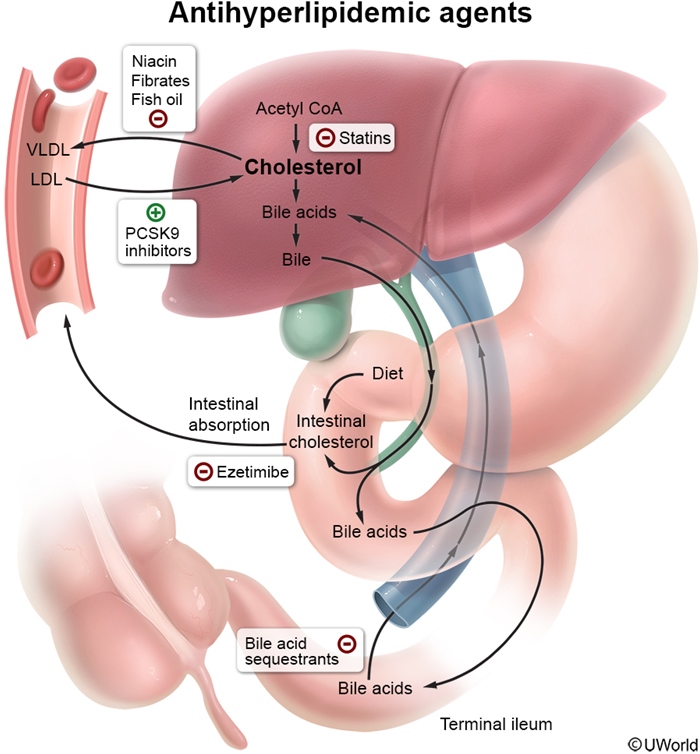 Antihyperlipidemic agents
Niacin
Fibrates
Fish oil
Acetyl CoA
Statins
VLDL
Cholesterol
LDL
PCSK9
inhibitors
Bile acids
Bile
Diet
Intestinal
absorption
Intestinal
cholesterol
Ezetimibe
Bile acids
Bile acid
sequestrants
Bile acids
Terminal ileum
©UWorld